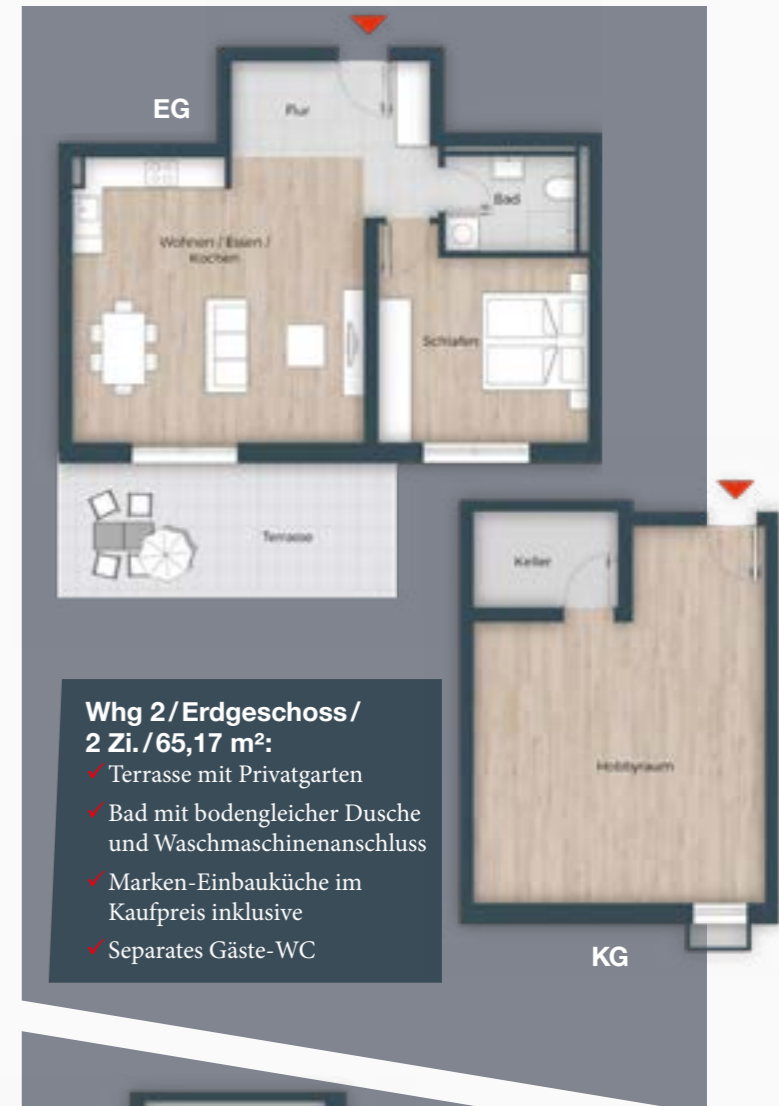 EG
Flur
Bad
Wohnen / Essen /
Kochen
Schlafen
Terrasse
Keller
Hobbyraum
KG
Whg 2 / Erdgeschoss /
2 Zi. / 65,17 m²:
✓ Terrasse mit Privatgarten
✓ Bad mit bodengleicher Dusche
und Waschmaschinenanschluss
✓ Marken-Einbauküche im
Kaufpreis inklusive
✓ Separates Gäste-WC